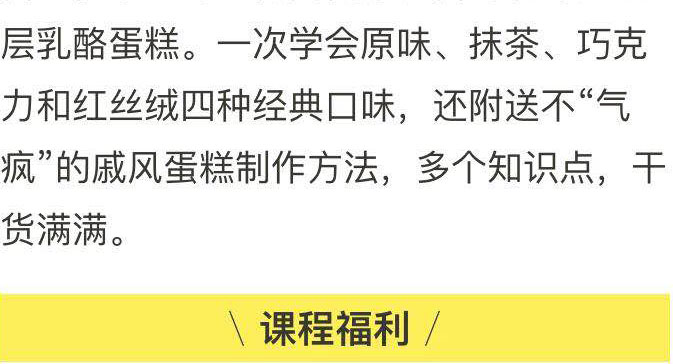 层乳酪蛋糕。一次学会原味、抹茶、巧克
力和红丝绒四种经典口味，还附送不“气
疯”的戚风蛋糕制作方法，多个知识点，干
货满满。
\ 课程福利 /